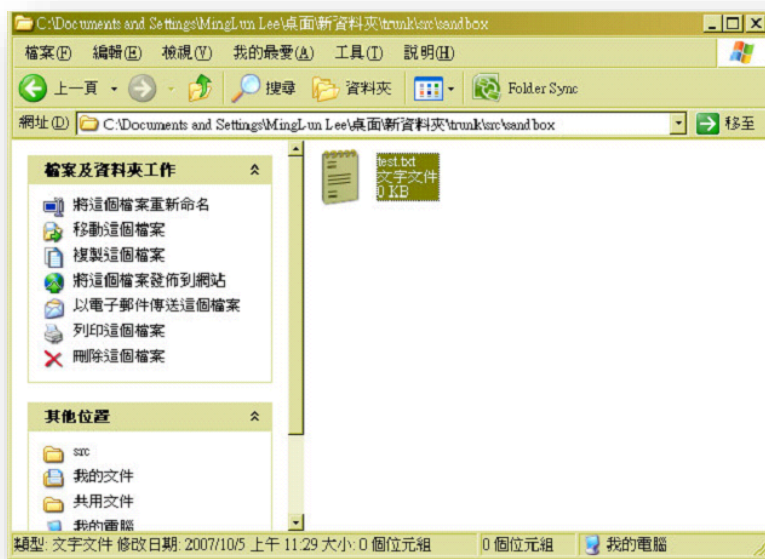 C:\Documents and Settings\MingLun Lee\桌面\新資料夾\trunk\src\sandbox
檔案(F) 編輯(E) 檢視(V) 我的最愛(A) 工具(T) 說明(H)
上一頁 搜尋 資料夾 Folder Sync
網址(D) C:\Documents and Settings\MingLun Lee\桌面\新資料夾\trunk\src\sandbox 移至
檔案及資料夾工作
將這個檔案重新命名
移動這個檔案
複製這個檔案
將這個檔案發佈到網站
以電子郵件傳送這個檔案
列印這個檔案
刪除這個檔案
其他位置
src
我的文件
共用文件
我的電腦
test.txt
文字文件
0 KB
類型: 文字文件 修改日期: 2007/10/5 上午 11:29 大小: 0 個位元組 0 個位元組 我的電腦